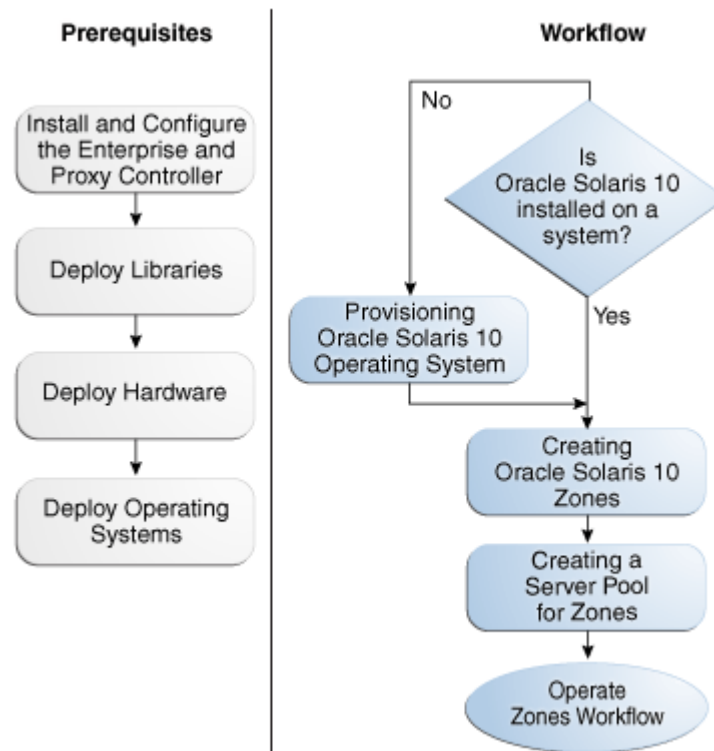 Prerequisites
Install and Configure
the Enterprise and
Proxy Controller
Deploy Libraries
Deploy Hardware
Deploy Operating
Systems
Workflow
No
Is
Oracle Solaris 10
installed on a
system?
Yes
Provisioning
Oracle Solaris 10
Operating System
Creating
Oracle Solaris 10
Zones
Creating a
Server Pool
for Zones
Operate
Zones Workflow